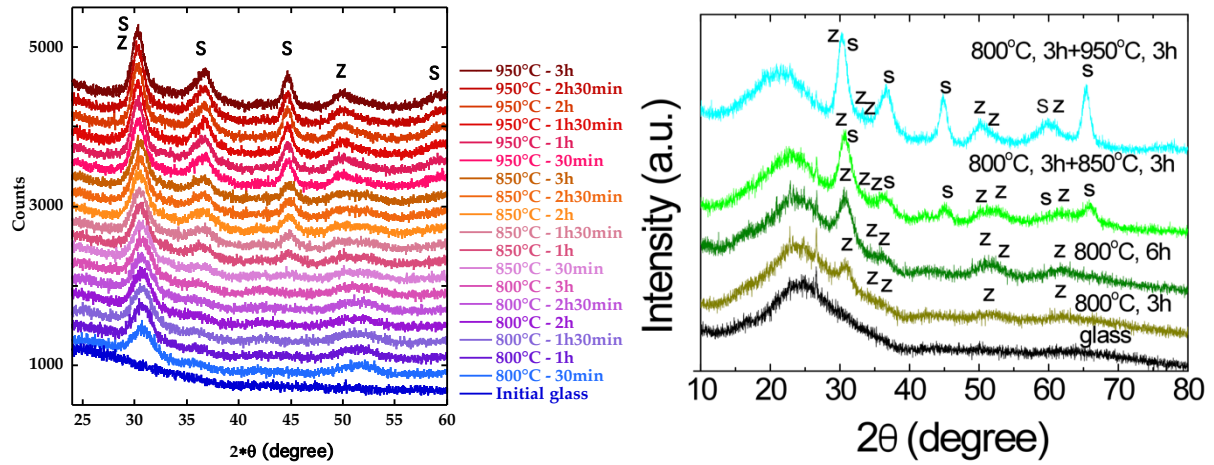 S
Z
S
S
Z
S
5000
3000
1000
Counts
25
30
35
40
45
50
55
60
2*θ (degree)
950°C - 3h
950°C - 2h30min
950°C - 2h
950°C - 1h30min
950°C - 1h
950°C - 30min
850°C - 3h
850°C - 2h30min
850°C - 2h
850°C - 1h30min
850°C - 1h
850°C - 30min
800°C - 3h
800°C - 2h30min
800°C - 2h
800°C - 1h30min
800°C - 1h
800°C - 30min
Initial glass
Intensity (a.u.)
800°C, 3h+950°C, 3h
z s z z s s z z s z s
800°C, 3h+850°C, 3h
z s z z s s z z s z s
800°C, 6h
z z z z z z
800°C, 3h
z z z z z
glass
10 20 30 40 50 60 70 80
2θ (degree)